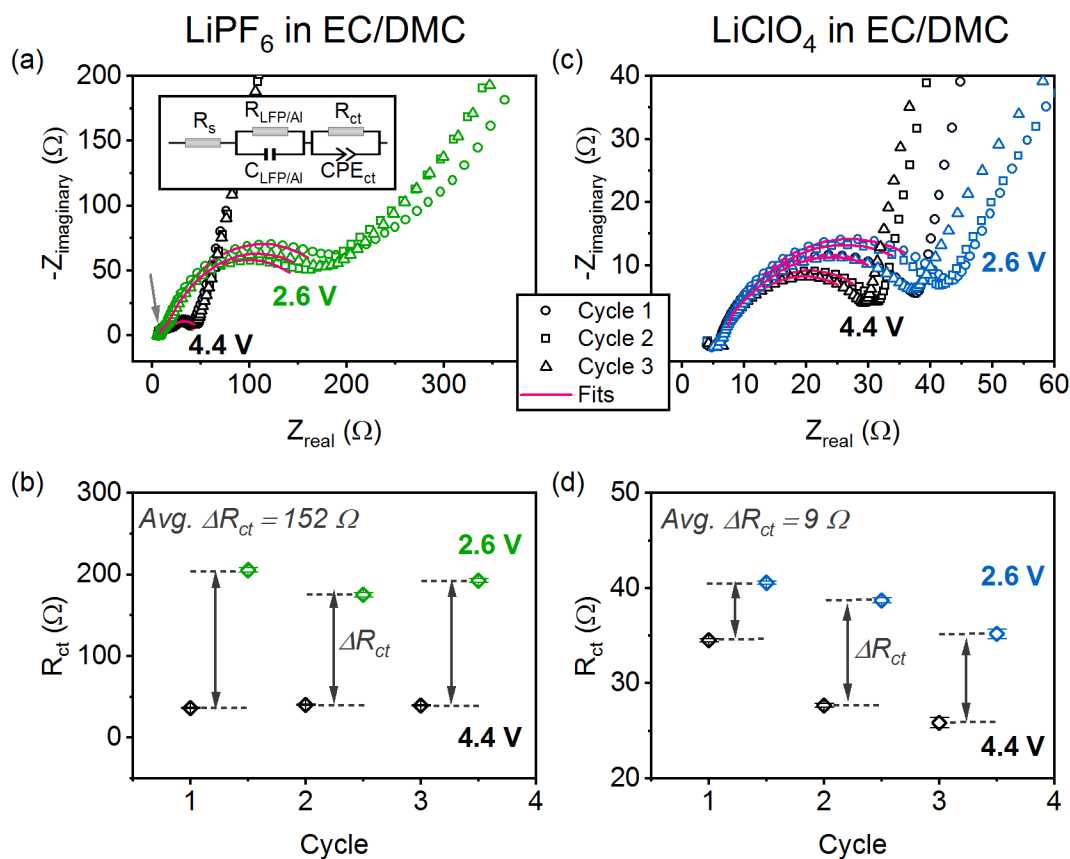 LiPF6 in EC/DMC
LiClO4 in EC/DMC
(a)
200
150
100
50
0
-Zimaginary (Ω)
Rs
RLFP/Al
CLFP/Al
Rct
CPEct
2.6 V
4.4 V
0 50 100 150 200 250 300 350
Zreal (Ω)
(c)
40
30
20
10
-Zimaginary (Ω)
2.6 V
4.4 V
0 10 20 30 40 50 60
Zreal (Ω)
Cycle 1
Cycle 2
Cycle 3
Fits
(b)
300
200
100
0
Rct (Ω)
Avg. ΔRct = 152 Ω
2.6 V
ΔRct
4.4 V
1 2 3 4
Cycle
(d)
50
40
30
20
Rct (Ω)
Avg. ΔRct = 9 Ω
2.6 V
ΔRct
4.4 V
1 2 3 4
Cycle